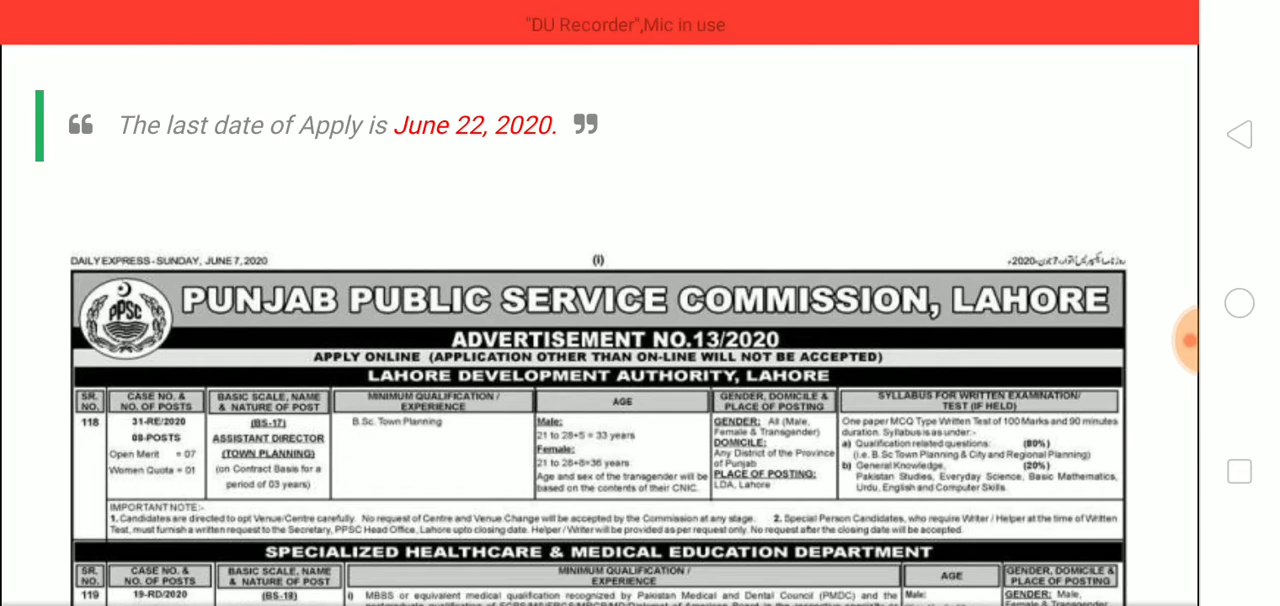 "DU Recorder",Mic in use
The last date of Apply is June 22, 2020.
DAILY EXPRESS - SUNDAY, JUNE 7, 2020 (i)
PPSC PUNJAB PUBLIC SERVICE COMMISSION, LAHORE
ADVERTISEMENT NO.13/2020
APPLY ONLINE (APPLICATION OTHER THAN ON-LINE WILL NOT BE ACCEPTED)
LAHORE DEVELOPMENT AUTHORITY, LAHORE
SR. NO.
CASE NO. & NO. OF POSTS
BASIC SCALE, NAME & NATURE OF POST
MINIMUM QUALIFICATION / EXPERIENCE
AGE
GENDER, DOMICILE & PLACE OF POSTING
SYLLABUS FOR WRITTEN EXAMINATION/ TEST (IF HELD)
118
31-RE/2020
08-POSTS
Open Merit = 07
Women Quota = 01
(BS-17)
ASSISTANT DIRECTOR
(TOWN PLANNING)
(on Contract Basis for a
period of 03 years)
B.Sc. Town Planning
Male:
21 to 28+5 = 33 years
Female:
21 to 28+8=36 years
Age and sex of the transgender will be
based on the contents of their CNIC.
GENDER: All (Male,
Female & Transgender)
DOMICILE:
Any District of the Province
of Punjab
PLACE OF POSTING:
LDA, Lahore
One paper MCQ Type Written Test of 100 Marks and 90 minutes
duration. Syllabus is as under:-
a) Qualification related questions: (80%)
(i.e. B.Sc Town Planning & City and Regional Planning)
b) General Knowledge, (20%)
Pakistan Studies, Everyday Science, Basic Mathematics,
Urdu, English and Computer Skills.
IMPORTANT NOTE:-
1. Candidates are directed to opt Venue/Centre carefully. No request of Centre and Venue Change will be accepted by the Commission at any stage. 2. Special Person Candidates, who require Writer / Helper at the time of Written
Test, must furnish a written request to the Secretary, PPSC Head Office, Lahore upto closing date. Helper / Writer will be provided as per request only. No request after the closing date will be accepted.
SPECIALIZED HEALTHCARE & MEDICAL EDUCATION DEPARTMENT
SR. NO.
CASE NO. & NO. OF POSTS
BASIC SCALE, NAME & NATURE OF POST
MINIMUM QUALIFICATION / EXPERIENCE
AGE
GENDER, DOMICILE & PLACE OF POSTING
119
19-RD/2020
(BS-18)
i) MBBS or equivalent medical qualification recognized by Pakistan Medical and Dental Council (PMDC) and the
Male:
GENDER: Male,